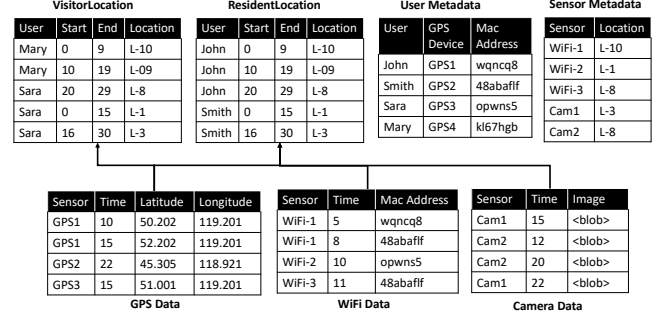 VisitorLocation
User Start End Location
Mary 0 9 L-10
Mary 10 19 L-09
Sara 20 29 L-8
Sara 0 15 L-1
Sara 16 30 L-3
ResidentLocation
User Start End Location
John 0 9 L-10
John 10 19 L-09
John 20 29 L-8
Smith 0 15 L-1
Smith 16 30 L-3
User Metadata
User GPS Device Mac Address
John GPS1 wqncq8
Smith GPS2 48abaflf
Sara GPS3 opwns5
Mary GPS4 kl67hgb
Sensor Metadata
Sensor Location
WiFi-1 L-10
WiFi-2 L-1
WiFi-3 L-8
Cam1 L-3
Cam2 L-8
Sensor Time Latitude Longitude
GPS1 10 50.202 119.201
GPS1 15 52.202 119.201
GPS2 22 45.305 118.921
GPS3 15 51.001 119.201
GPS Data
Sensor Time Mac Address
WiFi-1 5 wqncq8
WiFi-1 8 48abaflf
WiFi-2 10 opwns5
WiFi-3 11 48abaflf
WiFi Data
Sensor Time Image
Cam1 15 <blob>
Cam2 12 <blob>
Cam2 20 <blob>
Cam1 22 <blob>
Camera Data